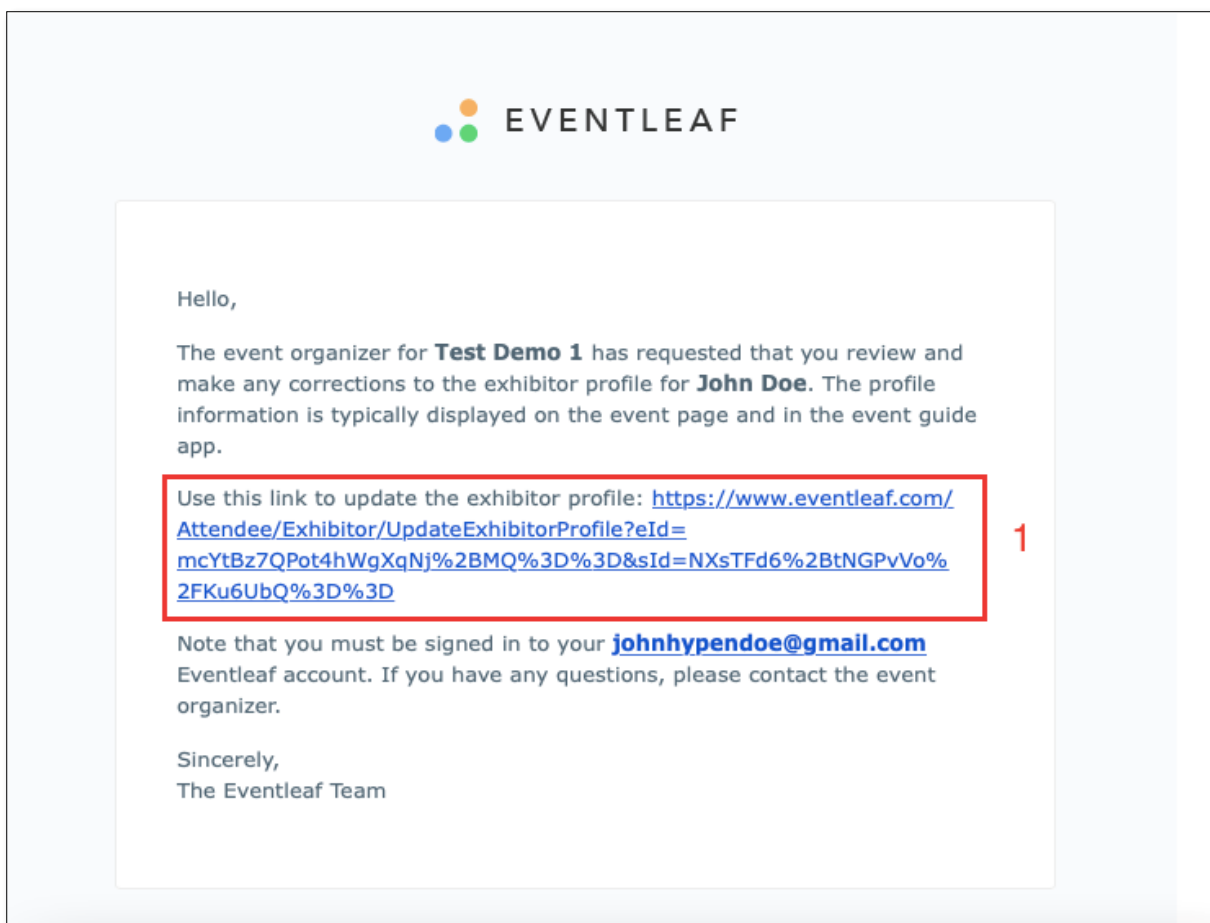 EVENTLEAF
Hello,
The event organizer for Test Demo 1 has requested that you review and
make any corrections to the exhibitor profile for John Doe. The profile
information is typically displayed on the event page and in the event guide
app.
Use this link to update the exhibitor profile: https://www.eventleaf.com/
Attendee/Exhibitor/UpdateExhibitorProfile?eId=
mcYtBz7QPot4hWgXqNj%2BMQ%3D%3D&sId=NXsTFd6%2BtNGPvVo%
2FKu6UbQ%3D%3D
1
Note that you must be signed in to your johnhypendoe@gmail.com
Eventleaf account. If you have any questions, please contact the event
organizer.
Sincerely,
The Eventleaf Team